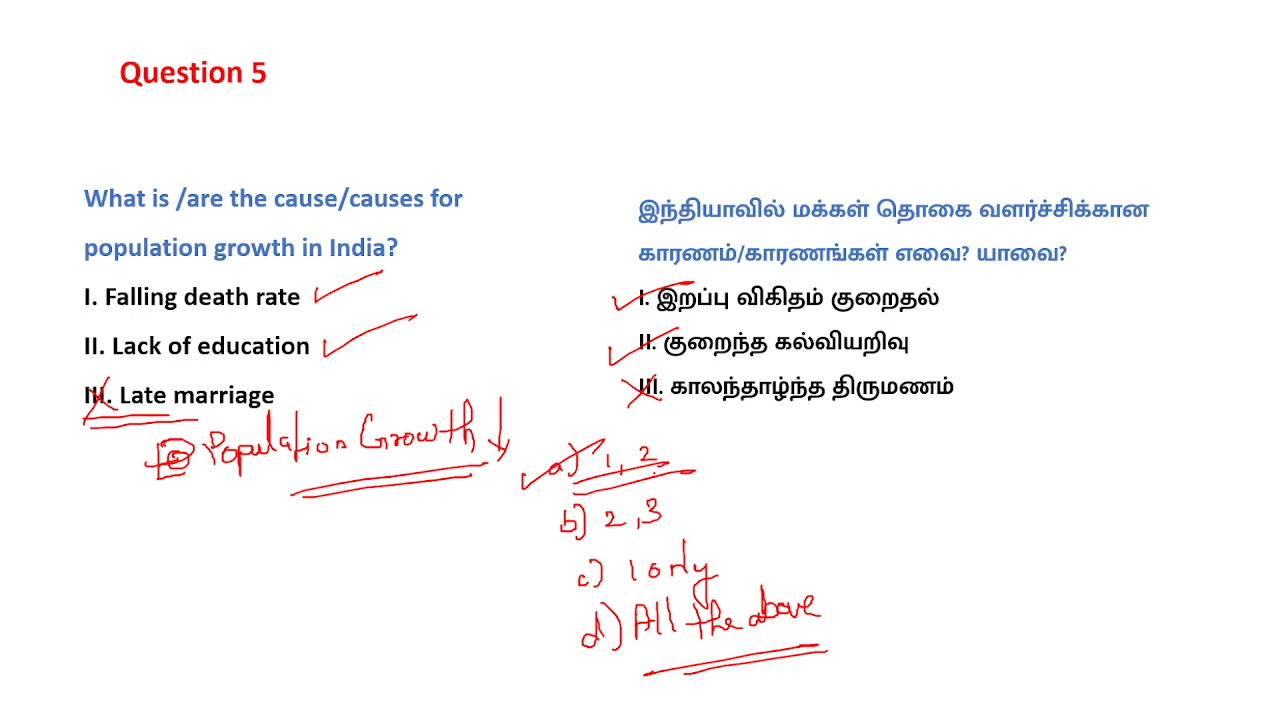 Question 5
What is /are the cause/causes for
population growth in India?
I. Falling death rate
II. Lack of education
III. Late marriage
Population Growth ↓
இந்தியாவில் மக்கள் தொகை வளர்ச்சிக்கான
காரணம்/காரணங்கள் எவை? யாவை?
I. இறப்பு விகிதம் குறைதல்
II. குறைந்த கல்வியறிவு
III. காலந்தாழ்ந்த திருமணம்
a) 1, 2
b) 2, 3
c) 1 only
d) All the above